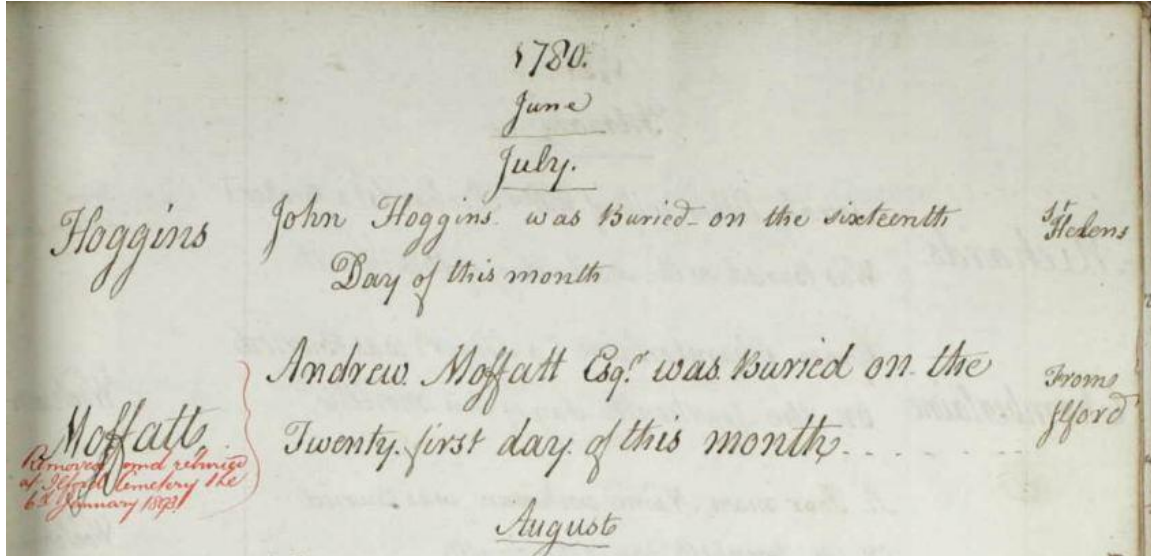 1780.
June
July.
Hoggins John Hoggins was Buried on the sixteenth St Helens
Day of this month
Andrew Moffatt Esqr. was Buried on the From
Moffatt Twenty first day of this month Ilford
Removed and reburied
at Ilford Cemetery the
6th January 1893
August